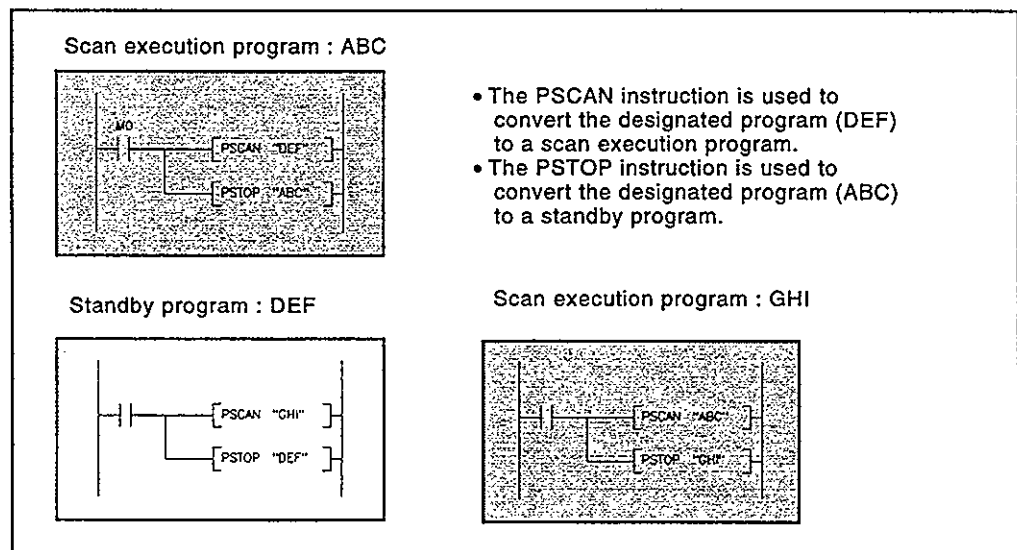 Scan execution program : ABC
M0
PSCAN "DEF"
PSTOP "ABC"
• The PSCAN instruction is used to
convert the designated program (DEF)
to a scan execution program.
• The PSTOP instruction is used to
convert the designated program (ABC)
to a standby program.
Standby program : DEF
PSCAN "GHI"
PSTOP "DEF"
Scan execution program : GHI
PSCAN "ABC"
PSTOP "GHI"